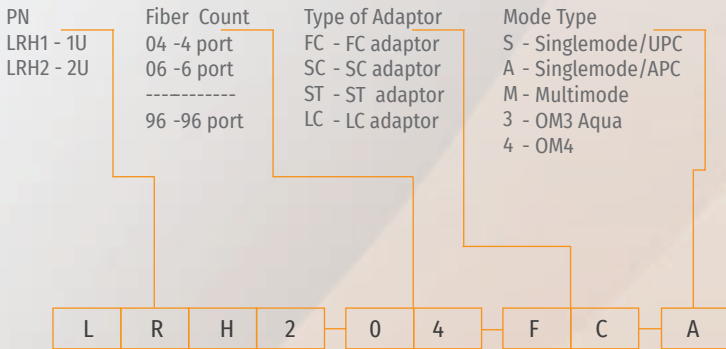 PN
LRH1 - 1U
LRH2 - 2U
Fiber Count
04 -4 port
06 -6 port
------------
96 -96 port
Type of Adaptor
FC - FC adaptor
SC - SC adaptor
ST - ST adaptor
LC - LC adaptor
Mode Type
S - Singlemode/UPC
A - Singlemode/APC
M - Multimode
3 - OM3 Aqua
4 - OM4
L R H 2 - 0 4 - F C - A